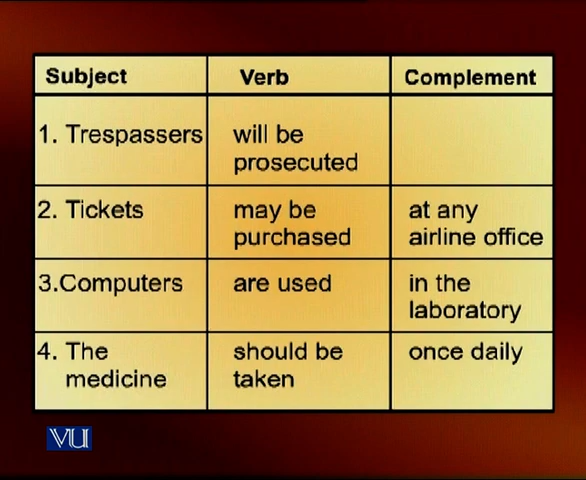 Subject Verb Complement
1. Trespassers will be prosecuted
2. Tickets may be purchased at any airline office
3.Computers are used in the laboratory
4. The medicine should be taken once daily
VU